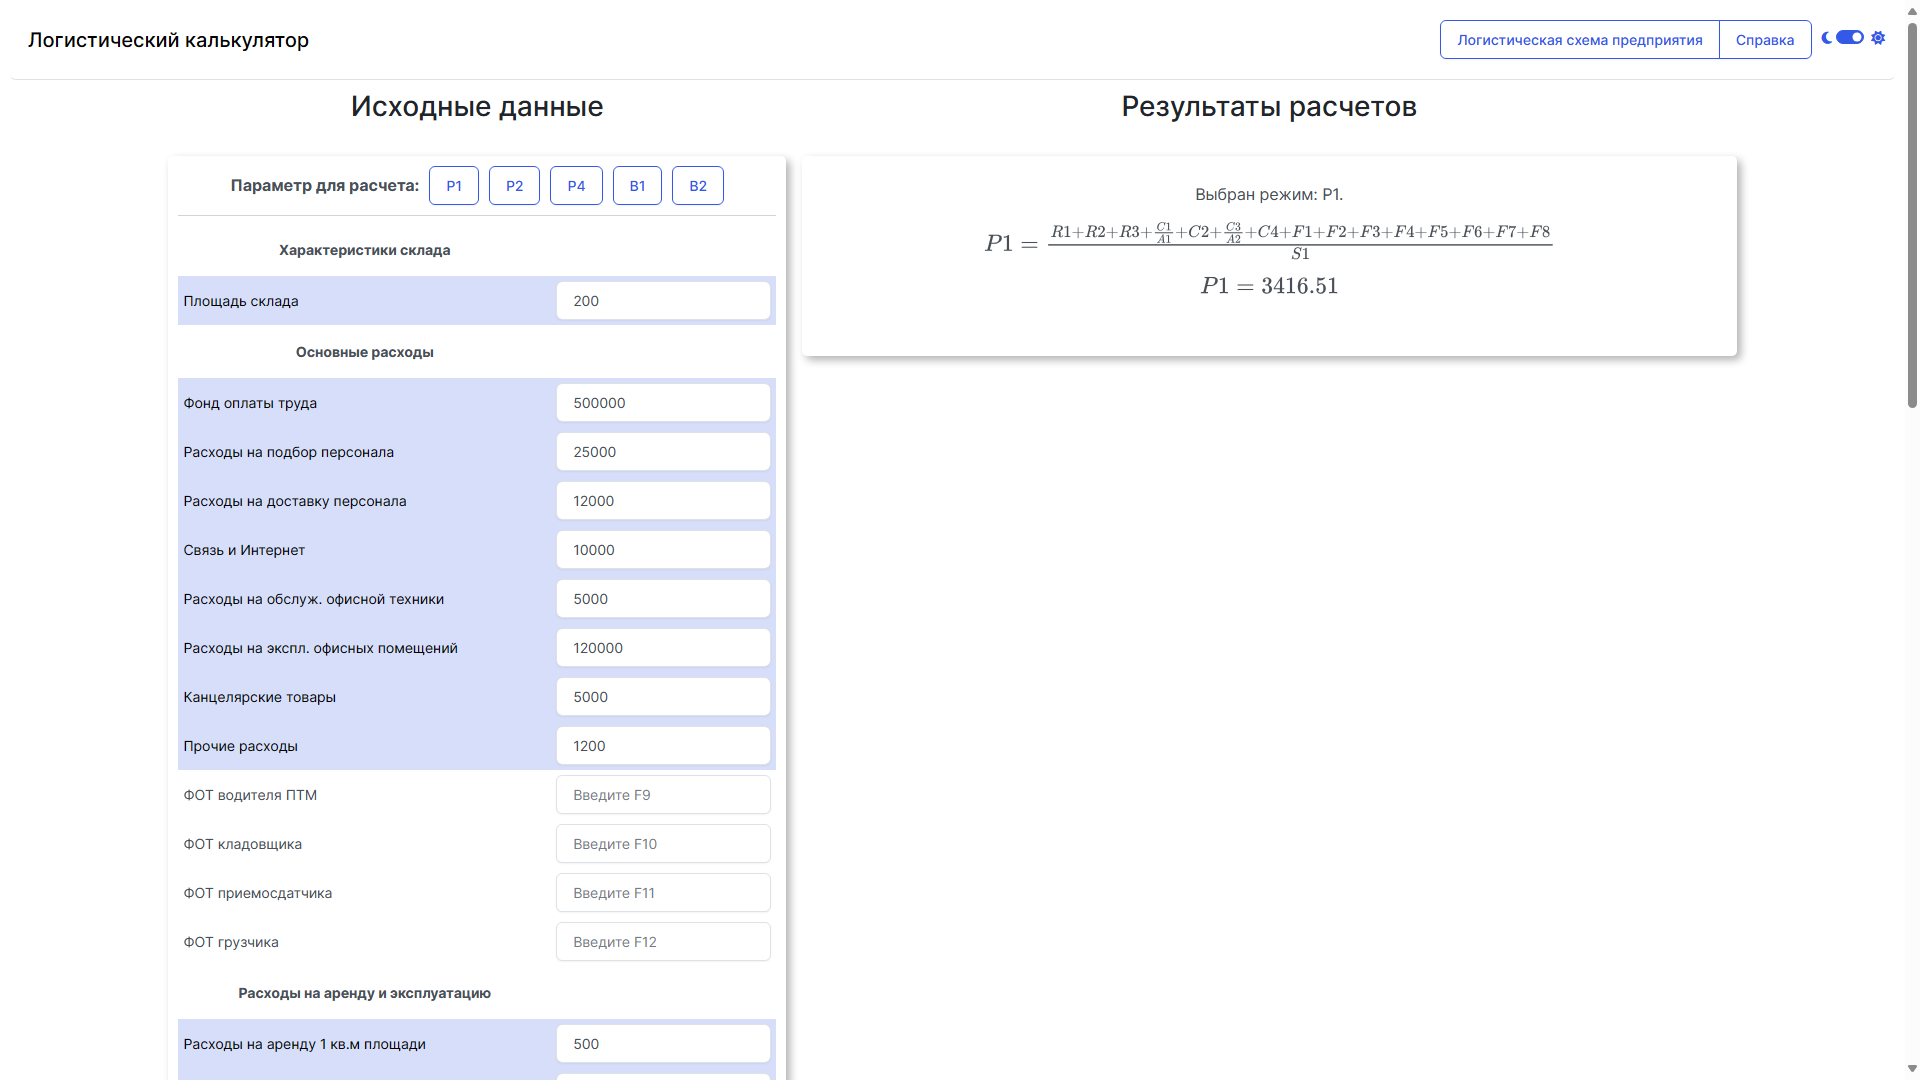 Логистический калькулятор
Логистическая схема предприятия
Справка
Исходные данные
Результаты расчетов
Параметр для расчета: P1 P2 P4 B1 B2
Характеристики склада
Площадь склада 200
Основные расходы
Фонд оплаты труда 500000
Расходы на подбор персонала 25000
Расходы на доставку персонала 12000
Связь и Интернет 10000
Расходы на обслуж. офисной техники 5000
Расходы на экспл. офисных помещений 120000
Канцелярские товары 5000
Прочие расходы 1200
ФОТ водителя ПТМ Введите F9
ФОТ кладовщика Введите F10
ФОТ приемосдатчика Введите F11
ФОТ грузчика Введите F12
Расходы на аренду и эксплуатацию
Расходы на аренду 1 кв.м площади 500
Выбран режим: P1.
P1 = \frac{R1+R2+R3+\frac{C1}{A1}+C2+\frac{C3}{A2}+C4+F1+F2+F3+F4+F5+F6+F7+F8}{S1}
P1 = 3416.51